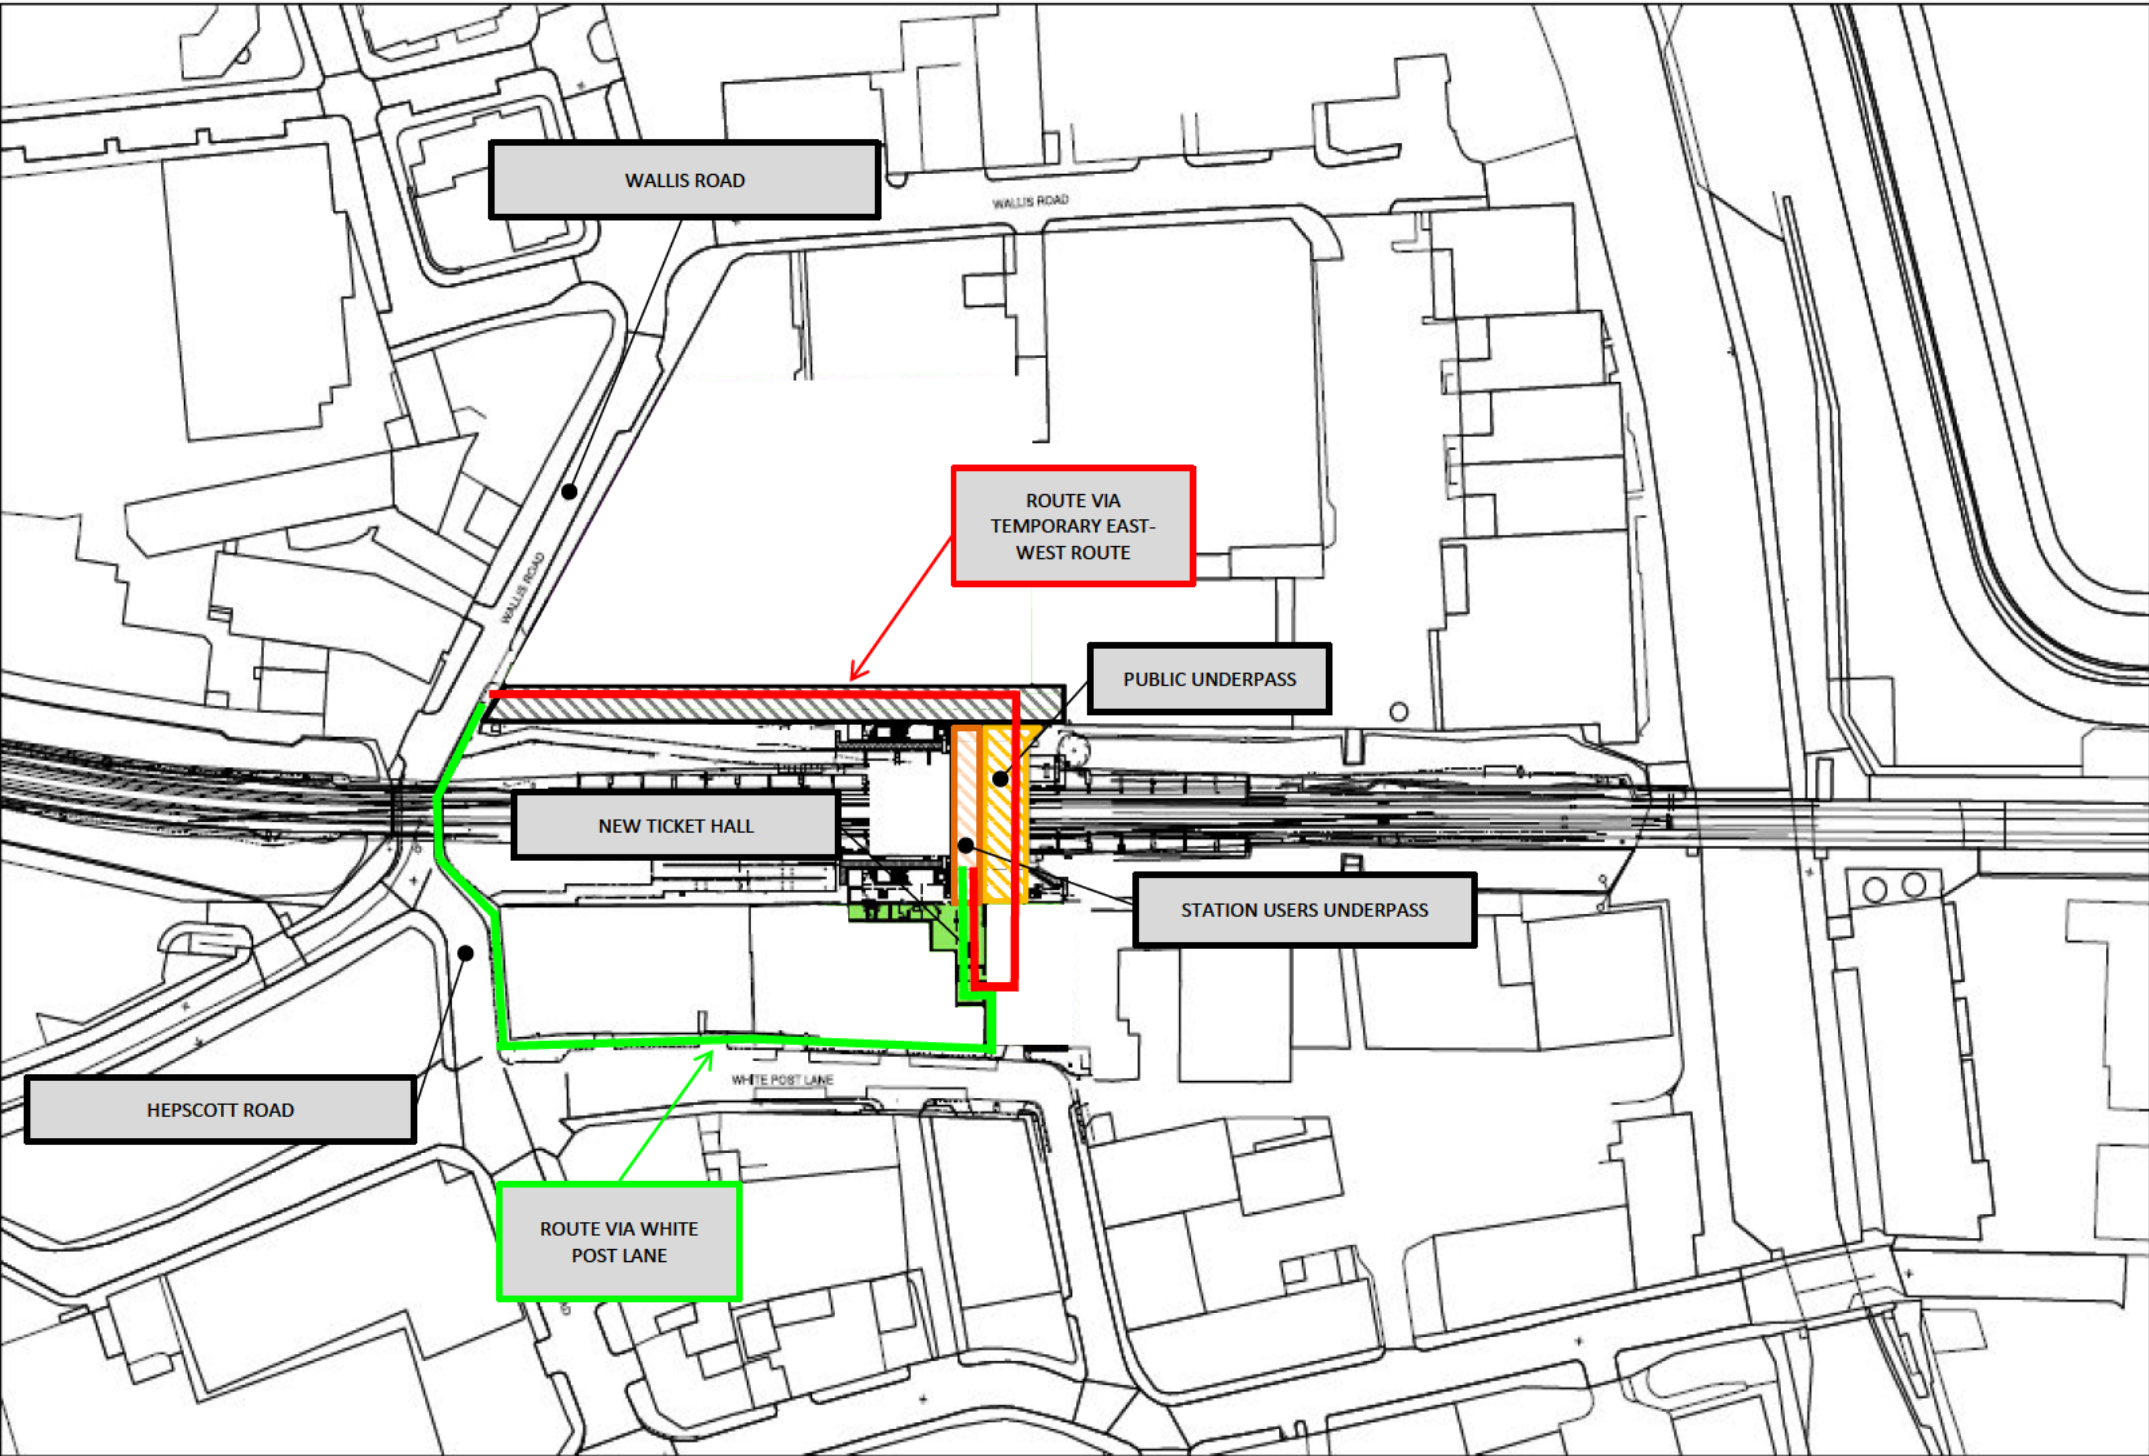 WALLIS ROAD
WALLIS ROAD
ROUTE VIA
TEMPORARY EAST-
WEST ROUTE
WALLIS ROAD
PUBLIC UNDERPASS
NEW TICKET HALL
STATION USERS UNDERPASS
WHITE POST LANE
HEPSCOTT ROAD
ROUTE VIA WHITE
POST LANE